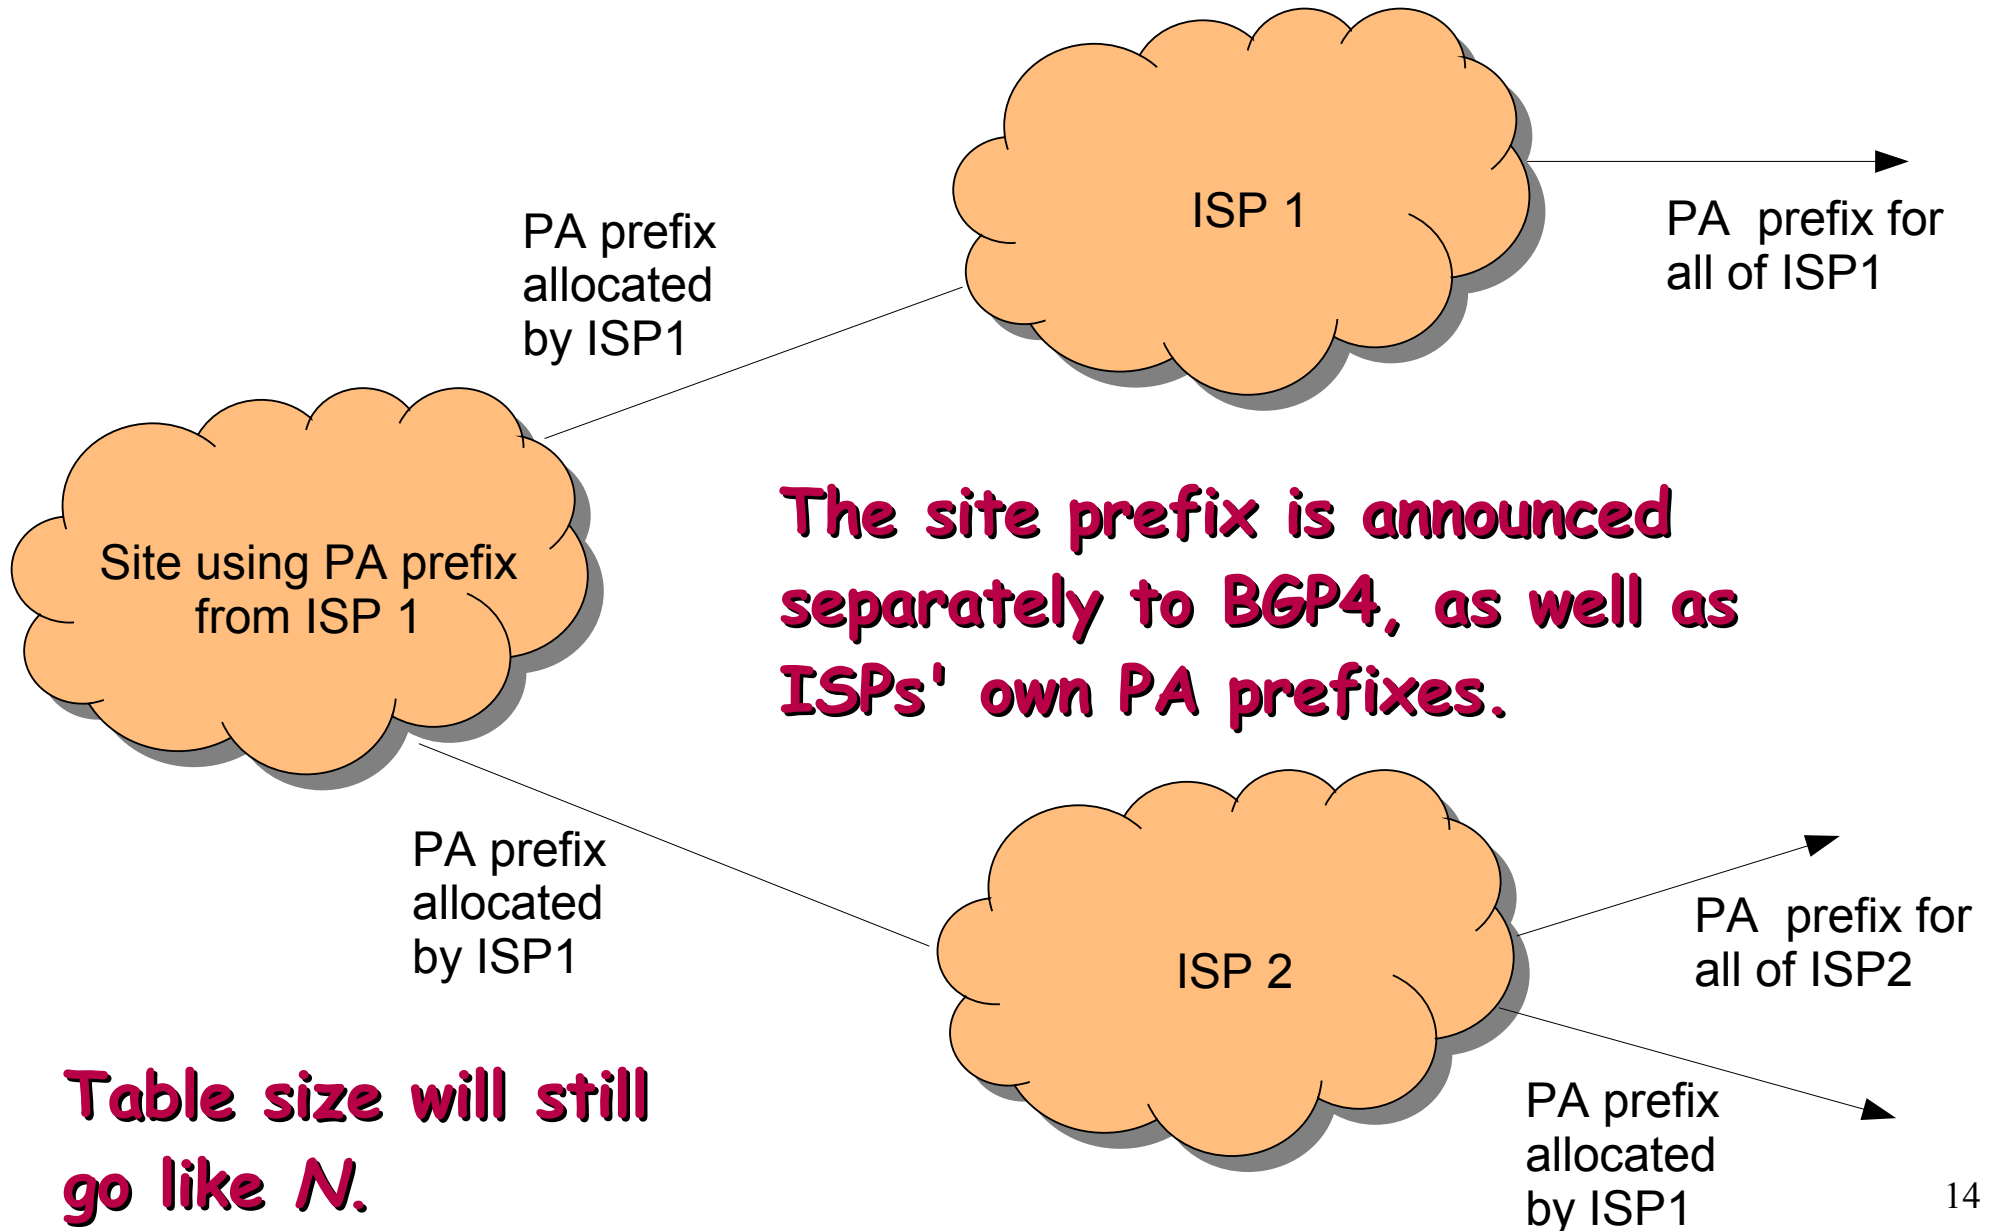 ISP 1
PA prefix for
all of ISP1
PA prefix
allocated
by ISP1
The site prefix is announced
separately to BGP4, as well as
ISPs' own PA prefixes.
Site using PA prefix
from ISP 1
PA prefix
allocated
by ISP1
ISP 2
PA prefix for
all of ISP2
PA prefix
allocated
by ISP1
Table size will still
go like N.
14